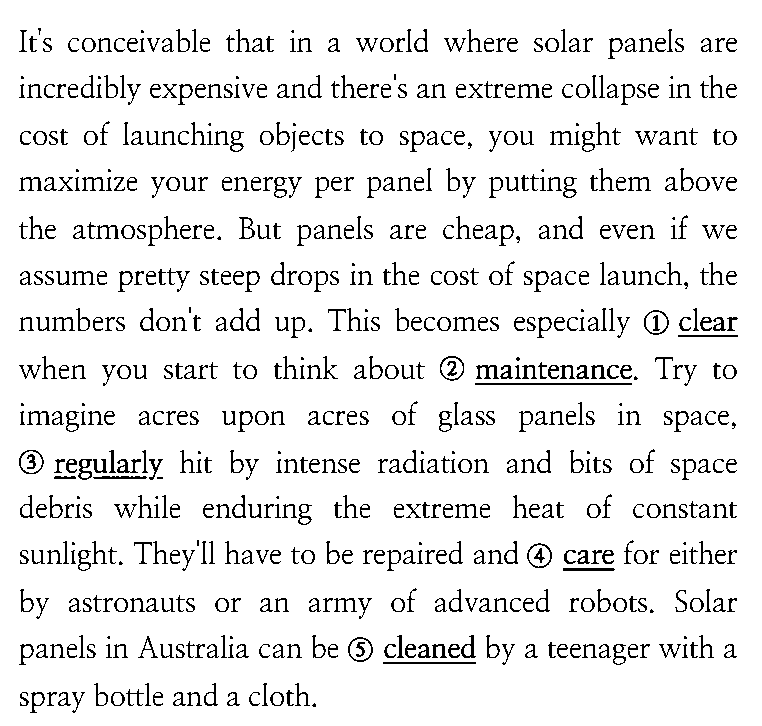 It's conceivable that in a world where solar panels are
incredibly expensive and there's an extreme collapse in the
cost of launching objects to space, you might want to
maximize your energy per panel by putting them above
the atmosphere. But panels are cheap, and even if we
assume pretty steep drops in the cost of space launch, the
numbers don't add up. This becomes especially ① clear
when you start to think about ② maintenance. Try to
imagine acres upon acres of glass panels in space,
③ regularly hit by intense radiation and bits of space
debris while enduring the extreme heat of constant
sunlight. They'll have to be repaired and ④ care for either
by astronauts or an army of advanced robots. Solar
panels in Australia can be ⑤ cleaned by a teenager with a
spray bottle and a cloth.